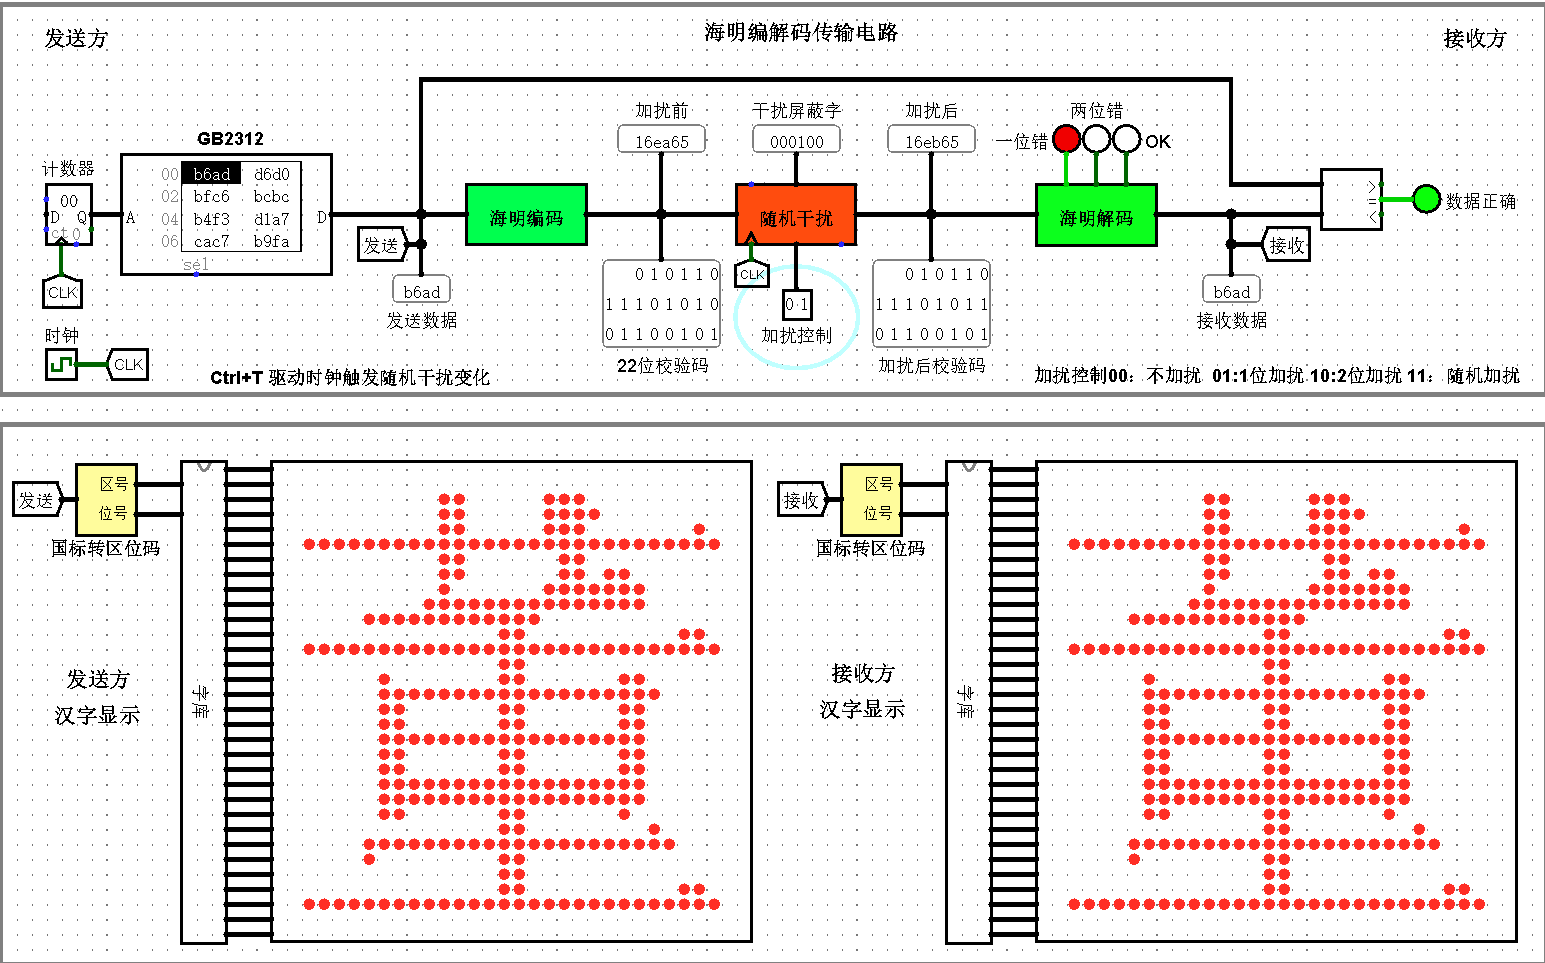 海明编解码传输电路
发送方
接收方
GB2312
计数器
00
D Q
ct0
CLK
时钟
CLK
A
00 b6ad d6d0
02 bfc6 bcbc
04 b4f3 d1a7
06 cac7 b9fa
D
sel
发送
b6ad
发送数据
海明编码
加扰前
16ea65
0 1 0 1 1 0
1 1 1 0 1 0 1 0
0 1 1 0 0 1 0 1
22位校验码
干扰屏蔽字
000100
随机干扰
CLK
0 1
加扰控制
加扰后
16eb65
0 1 0 1 1 0
1 1 1 0 1 0 1 1
0 1 1 0 0 1 0 1
加扰后校验码
两位错
一位错
OK
海明解码
接收
b6ad
接收数据
>
=
<
数据正确
Ctrl+T 驱动时钟触发随机干扰变化
加扰控制00：不加扰 01:1位加扰 10:2位加扰 11：随机加扰
发送
区号
位号
国标转区位码
发送方
汉字显示
字库
董
接收
区号
位号
国标转区位码
接收方
汉字显示
字库
董